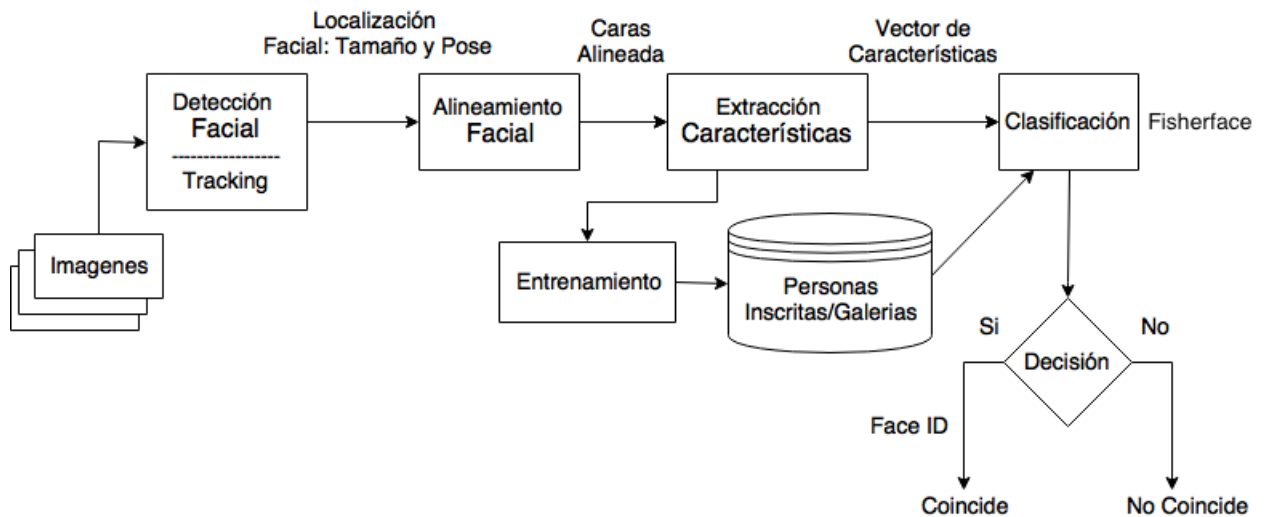 Localización
Facial: Tamaño y Pose
Caras
Alineada
Vector de
Características
Detección
Facial
------------------
Tracking
Alineamiento
Facial
Extracción
Características
Clasificación
Fisherface
Imagenes
Entrenamiento
Personas
Inscritas/Galerias
Si
No
Decisión
Face ID
Coincide
No Coincide